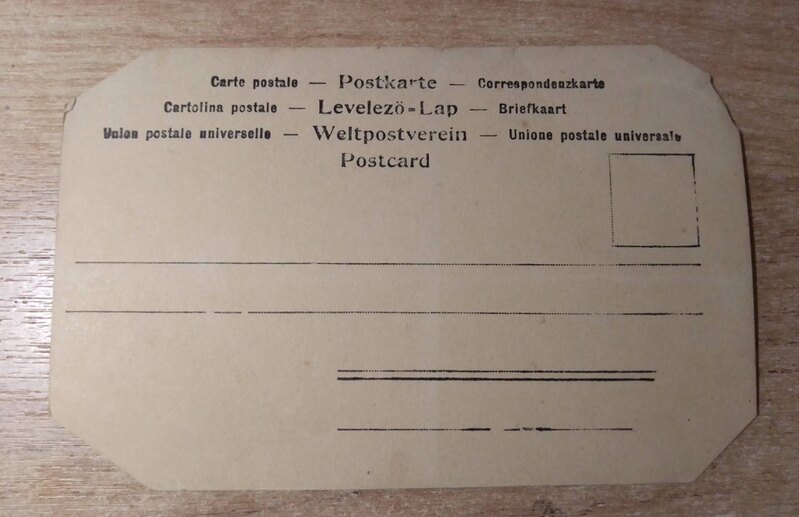 Carte postale — Postkarte — Correspondenzkarte
Cartolina postale — Levelező-Lap — Briefkaart
Union postale universelle — Weltpostverein — Unione postale universale
Postcard